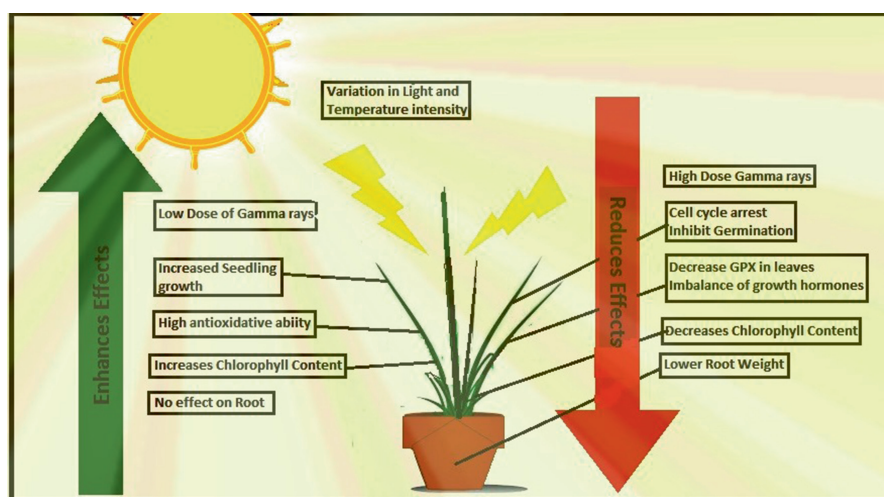 Variation in Light and
Temperature intensity
Enhances Effects
Low Dose of Gamma rays
Increased Seedling
growth
High antioxidative abiity
Increases Chlorophyll Content
No effect on Root
Reduces Effects
High Dose Gamma rays
Cell cycle arrest
Inhibit Germination
Decrease GPX in leaves
Imbalance of growth hormones
Decreases Chlorophyll Content
Lower Root Weight